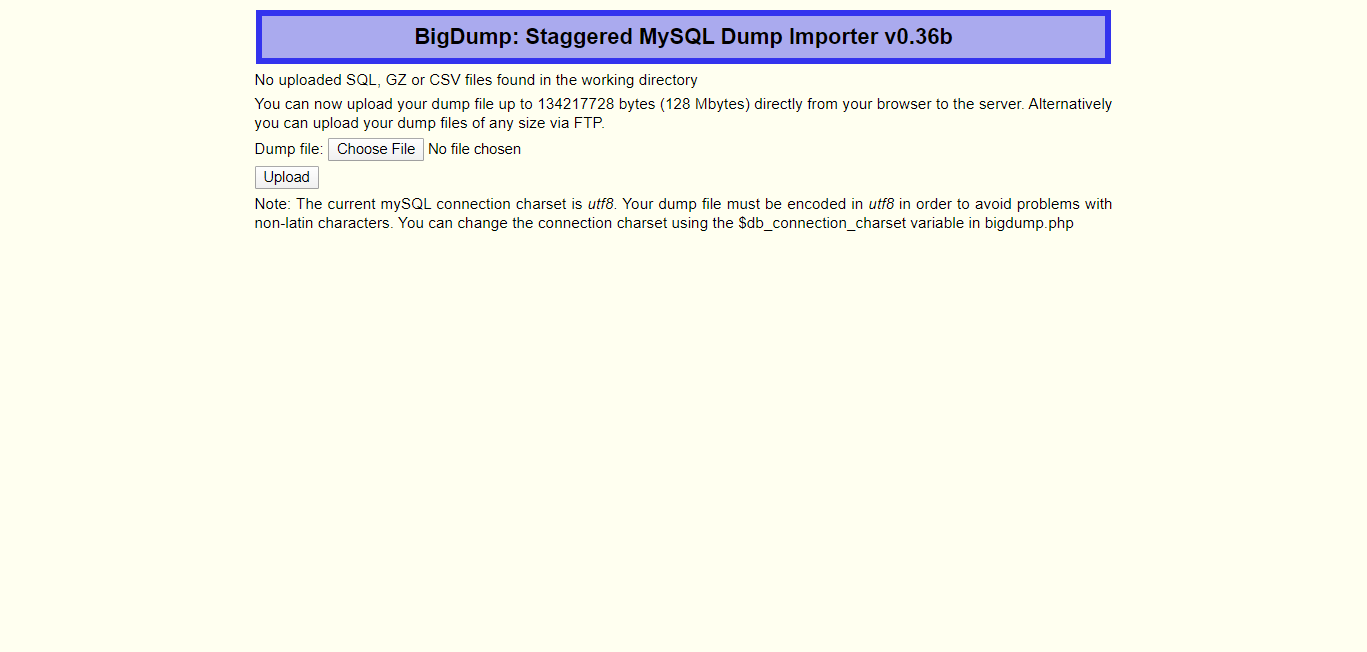 BigDump: Staggered MySQL Dump Importer v0.36b
No uploaded SQL, GZ or CSV files found in the working directory
You can now upload your dump file up to 134217728 bytes (128 Mbytes) directly from your browser to the server. Alternatively
you can upload your dump files of any size via FTP.
Dump file: Choose File No file chosen
Upload
Note: The current mySQL connection charset is utf8. Your dump file must be encoded in utf8 in order to avoid problems with
non-latin characters. You can change the connection charset using the $db_connection_charset variable in bigdump.php